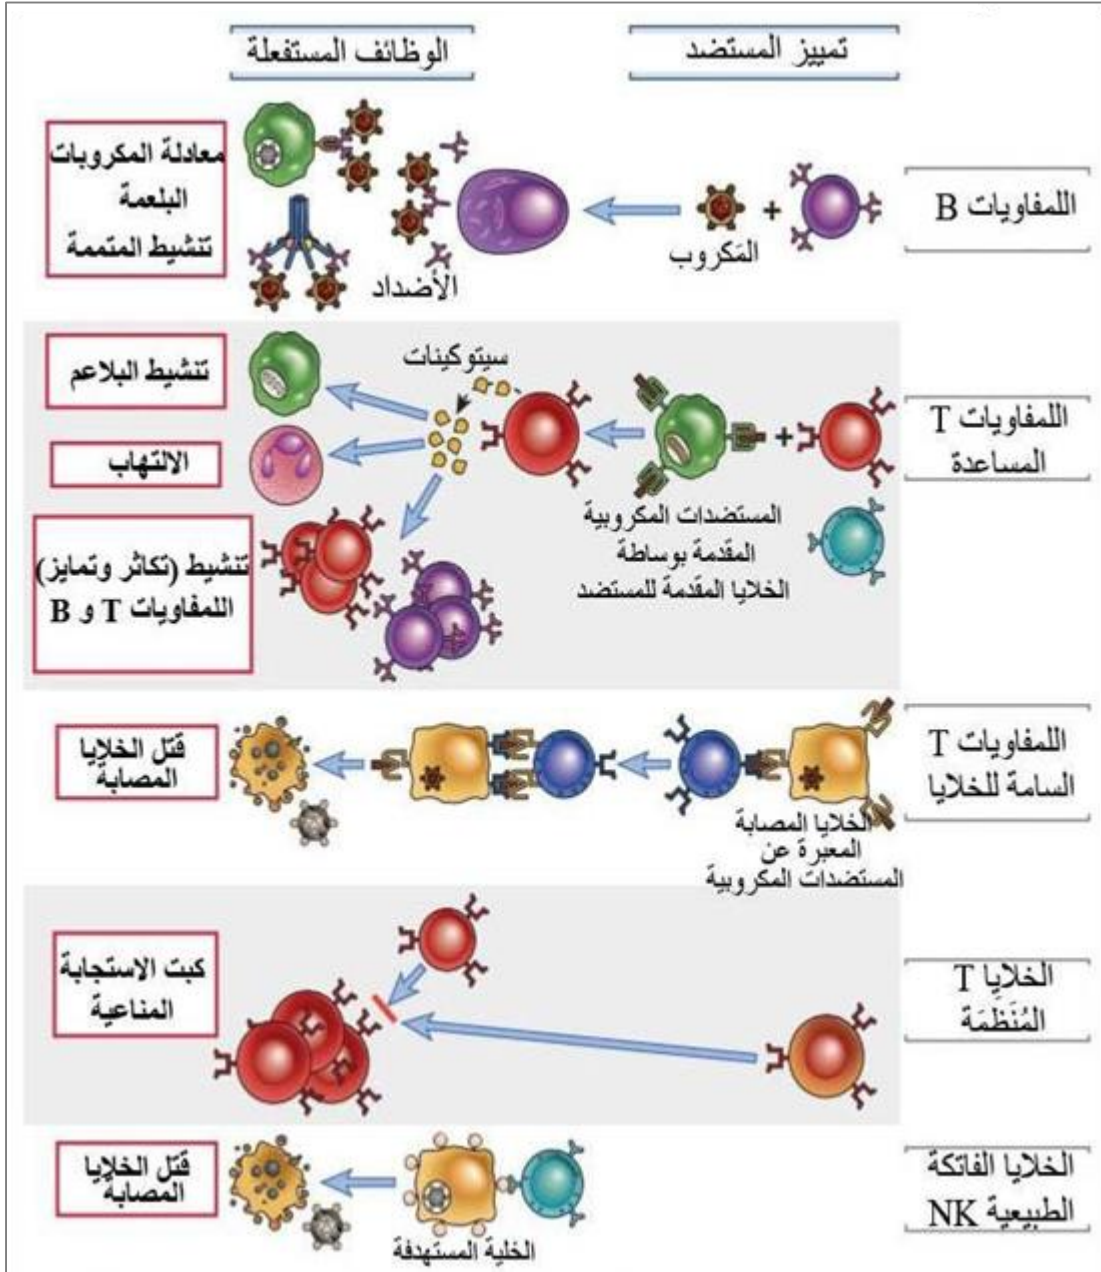 تمييز المستضد
الوظائف المستفعلة
اللمفاويات B
المَكروب
الأضداد
معادلة المكروبات
البلعمة
تنشيط المتممة
اللمفاويات T
المساعدة
المستضدات المكروبية
المقدمة بوساطة
الخلايا المقدمة للمستضد
سيتوكينات
تنشيط البلاعم
الالتهاب
تنشيط (تكاثر وتمايز)
اللمفاويات T و B
اللمفاويات T
السامة للخلايا
الخلايا المصابة
المعبرة عن
المستضدات المكروبية
قتل الخلايا
المصابة
الخلايا T
المُنَظِمَة
كبت الاستجابة
المناعية
الخلايا الفاتكة
الطبيعية NK
الخلية المستهدفة
قتل الخلايا
المصابة